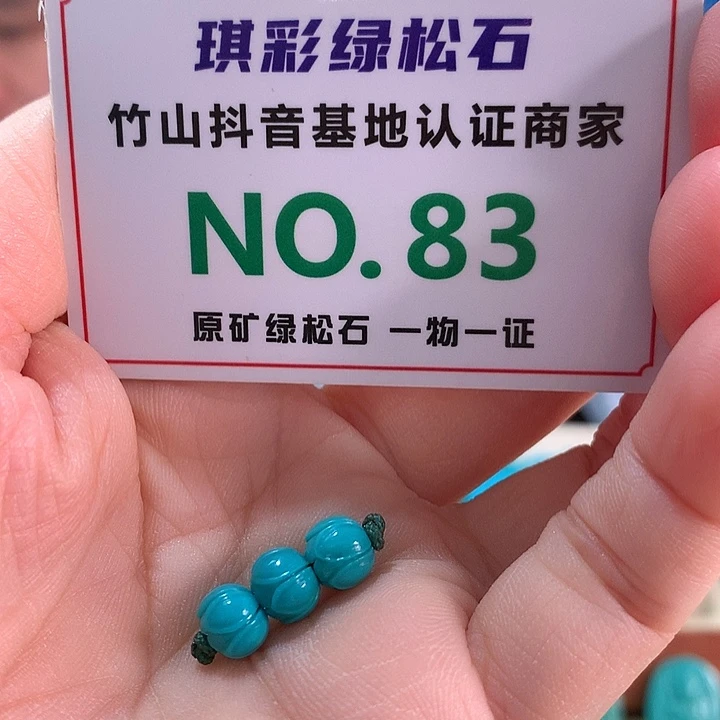 琪彩绿松石
竹山抖音基地认证商家
NO.83
原矿绿松石 一物一证